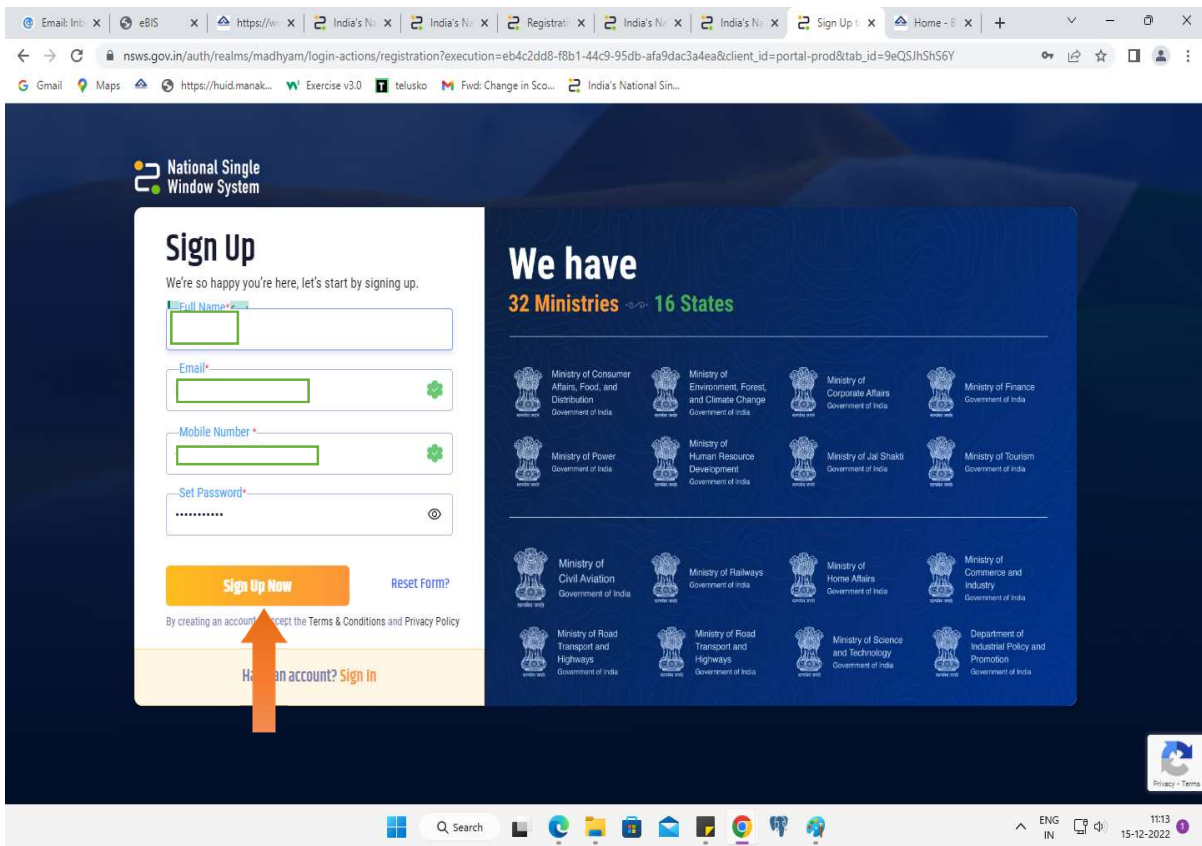 Email: Inb
eBIS
https://w
India's Na
India's Na
Registrati
India's Na
India's Na
Sign Up t
Home - B
nsws.gov.in/auth/realms/madhyam/login-actions/registration?execution=eb4c2dd8-f8b1-44c9-95db-afa9dac3a4ea&client_id=portal-prod&tab_id=9eQSJhShS6Y
Gmail
Maps
https://huid.manak...
Exercise v3.0
telusko
Fwd: Change in Sco...
India's National Sin...
National Single
Window System
Sign Up
We're so happy you're here, let's start by signing up.
Full Name*
Email*
Mobile Number *
Set Password*
Sign Up Now
Reset Form?
By creating an account, accept the Terms & Conditions and Privacy Policy
an account? Sign In
We have
32 Ministries 16 States
Ministry of Consumer
Affairs, Food, and
Distribution
Government of India
Ministry of
Environment, Forest,
and Climate Change
Government of India
Ministry of
Corporate Affairs
Government of India
Ministry of Finance
Government of India
Ministry of Power
Government of India
Ministry of
Human Resource
Development
Government of India
Ministry of Jal Shakti
Government of India
Ministry of Tourism
Government of India
Ministry of
Civil Aviation
Government of India
Ministry of Railways
Government of India
Ministry of
Home Affairs
Government of India
Ministry of
Commerce and
Industry
Government of India
Ministry of Road
Transport and
Highways
Government of India
Ministry of Road
Transport and
Highways
Government of India
Ministry of Science
and Technology
Government of India
Department of
Industrial Policy and
Promotion
Government of India
Privacy - Terms
Search
ENG
IN
11:13
15-12-2022
1